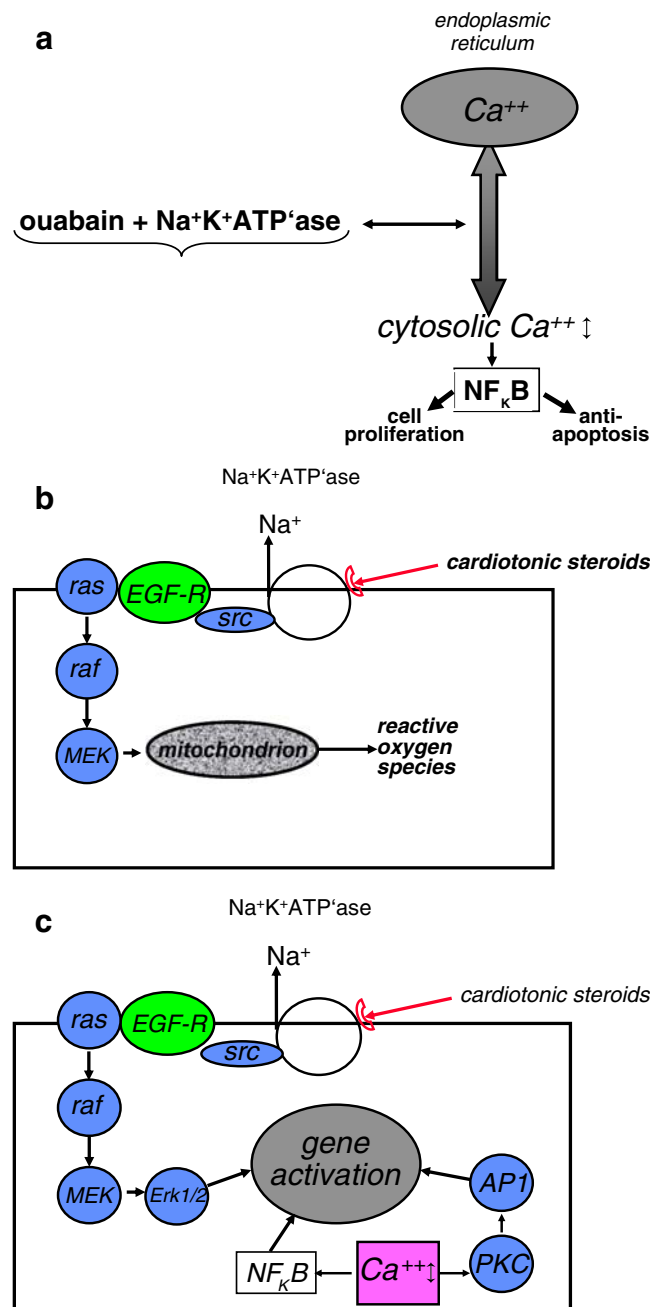 a
endoplasmic
reticulum
Ca⁺⁺
ouabain + Na⁺K⁺ATP‘ase
cytosolic Ca⁺⁺ ↕
NFκB
cell
proliferation
anti-
apoptosis
b
Na⁺K⁺ATP‘ase
Na⁺
cardiotonic steroids
ras
EGF-R
src
raf
MEK
mitochondrion
reactive
oxygen
species
c
Na⁺K⁺ATP‘ase
Na⁺
cardiotonic steroids
ras
EGF-R
src
raf
gene
activation
MEK
Erk1/2
AP1
NFκB
Ca⁺⁺↕
PKC